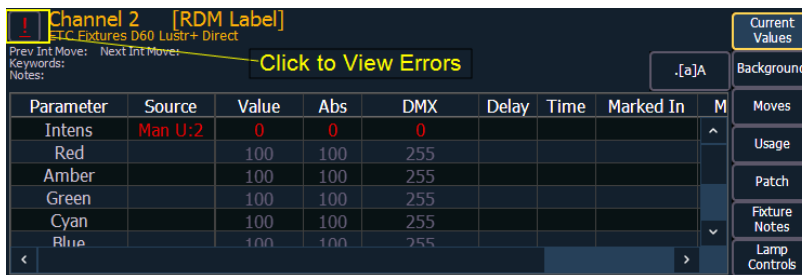 ! Channel 2 [RDM Label]
ETC Fixtures D60 Lustr+ Direct
Prev Int Move: Next Int Move:
Keywords:
Notes:
Click to View Errors
.[a]A
Parameter Source Value Abs DMX Delay Time Marked In M
Intens Man U:2 0 0 0
Red 100 100 255
Amber 100 100 255
Green 100 100 255
Cyan 100 100 255
Blue 100 100 255
Current
Values
Background
Moves
Usage
Patch
Fixture
Notes
Lamp
Controls